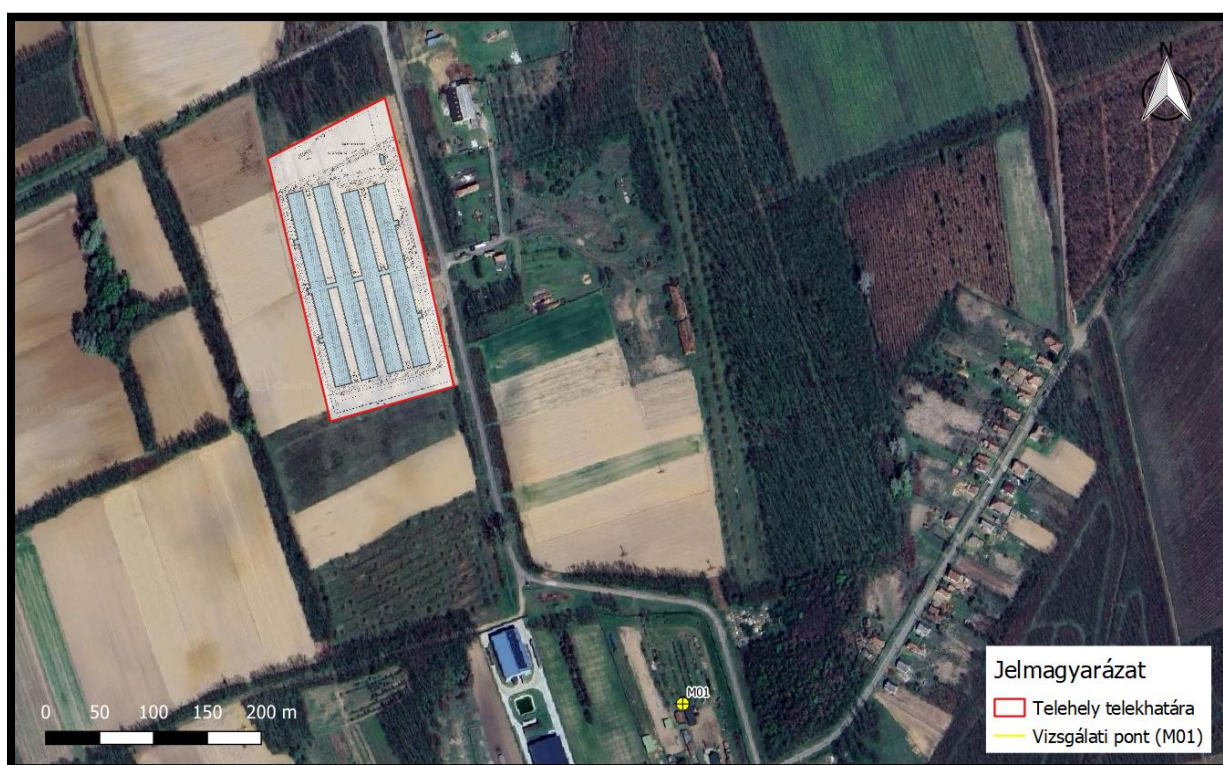 N
M01
0 50 100 150 200 m
Jelmagyarázat
Telehely telekhatára
Vizsgálati pont (M01)